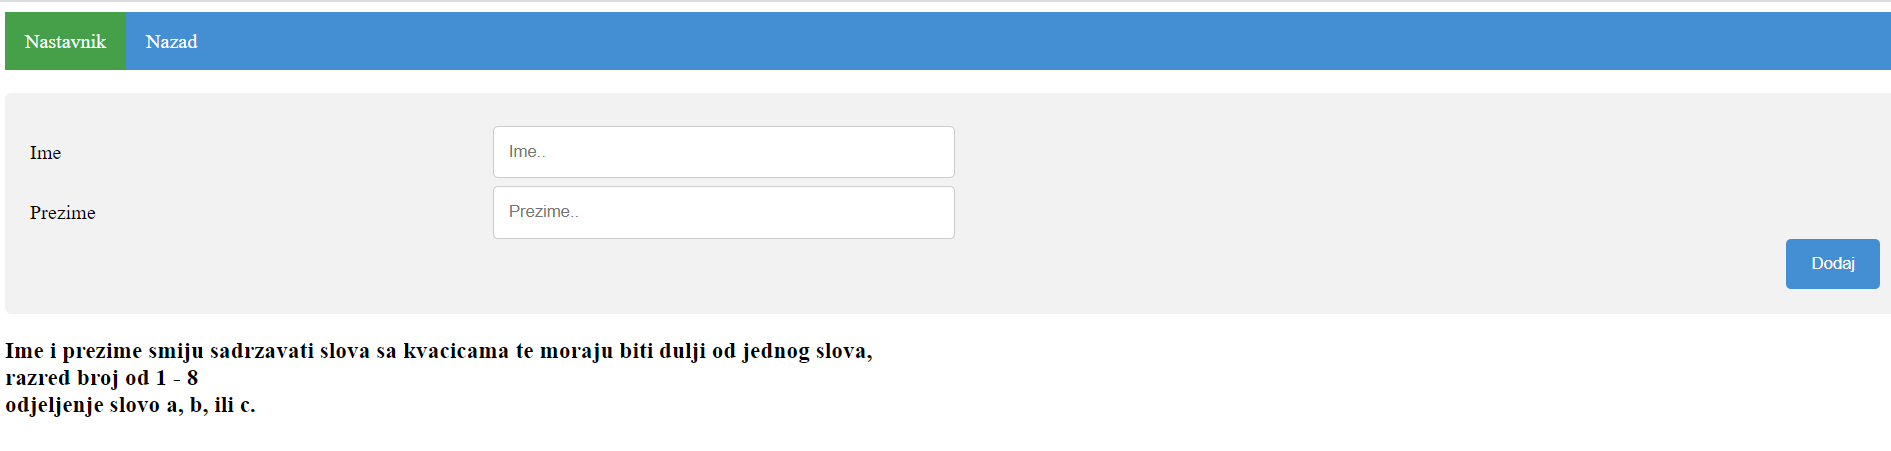 Nastavnik Nazad
Ime Ime..
Prezime Prezime..
Dodaj
Ime i prezime smiju sadrzavati slova sa kvacicama te moraju biti dulji od jednog slova,
razred broj od 1 - 8
odjeljenje slovo a, b, ili c.